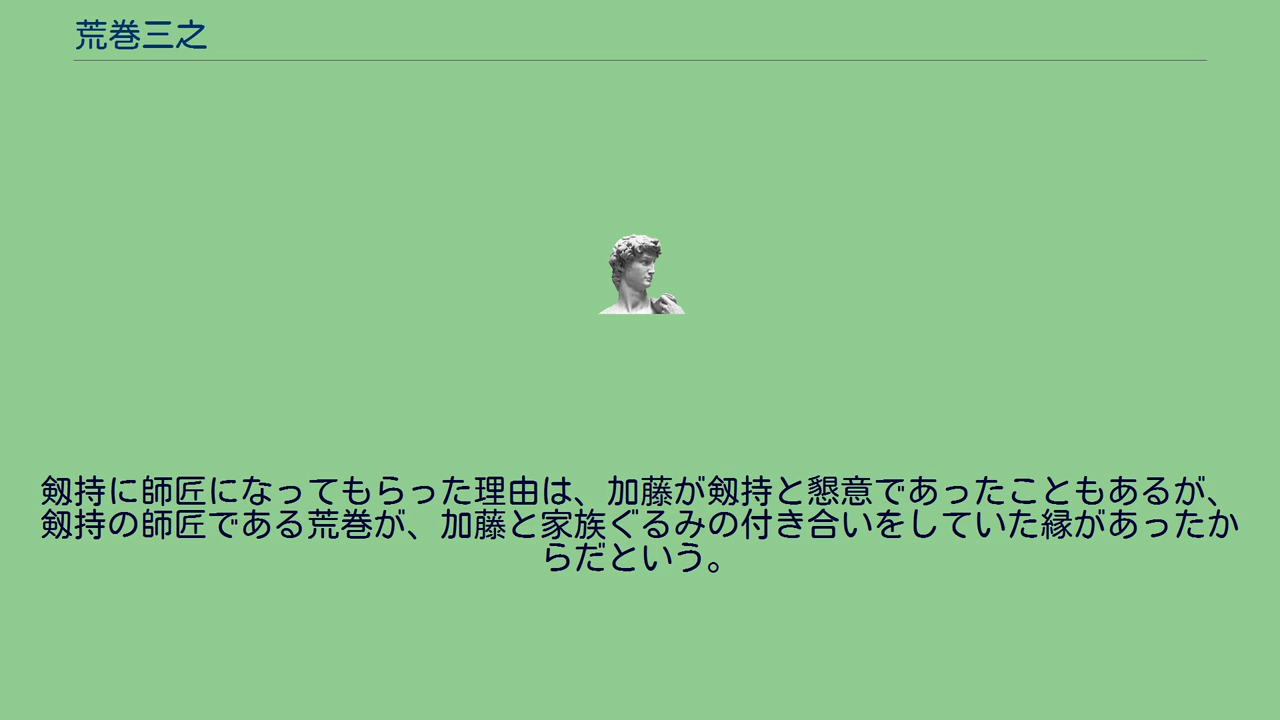 荒巻三之
剱持に師匠になってもらった理由は、加藤が剱持と懇意であったこともあるが、
剱持の師匠である荒巻が、加藤と家族ぐるみの付き合いをしていた縁があったか
らだという。